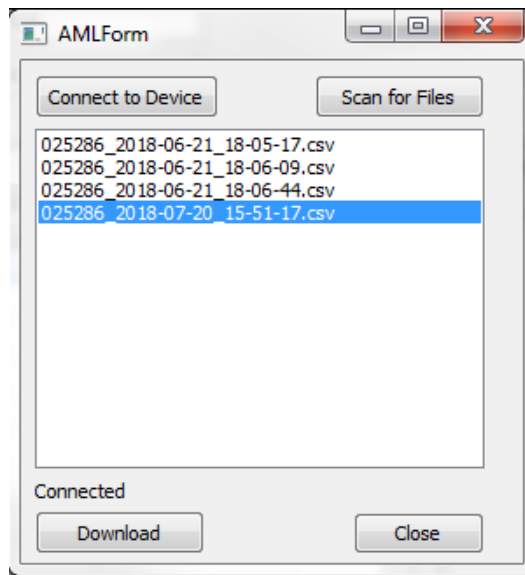 AMLForm
Connect to Device Scan for Files
025286_2018-06-21_18-05-17.csv
025286_2018-06-21_18-06-09.csv
025286_2018-06-21_18-06-44.csv
025286_2018-07-20_15-51-17.csv
Connected
Download Close